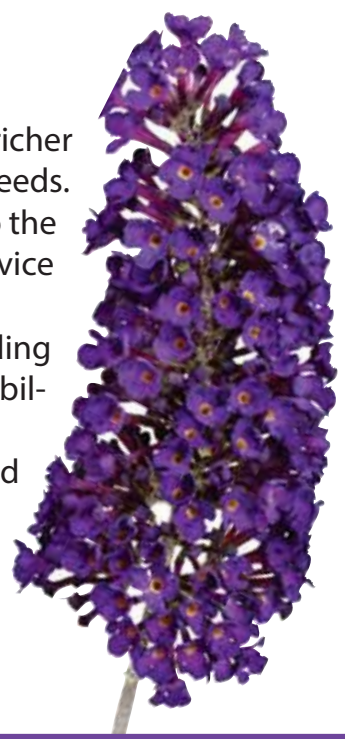 richer
eeds.
the
vice
ling
bil-
d